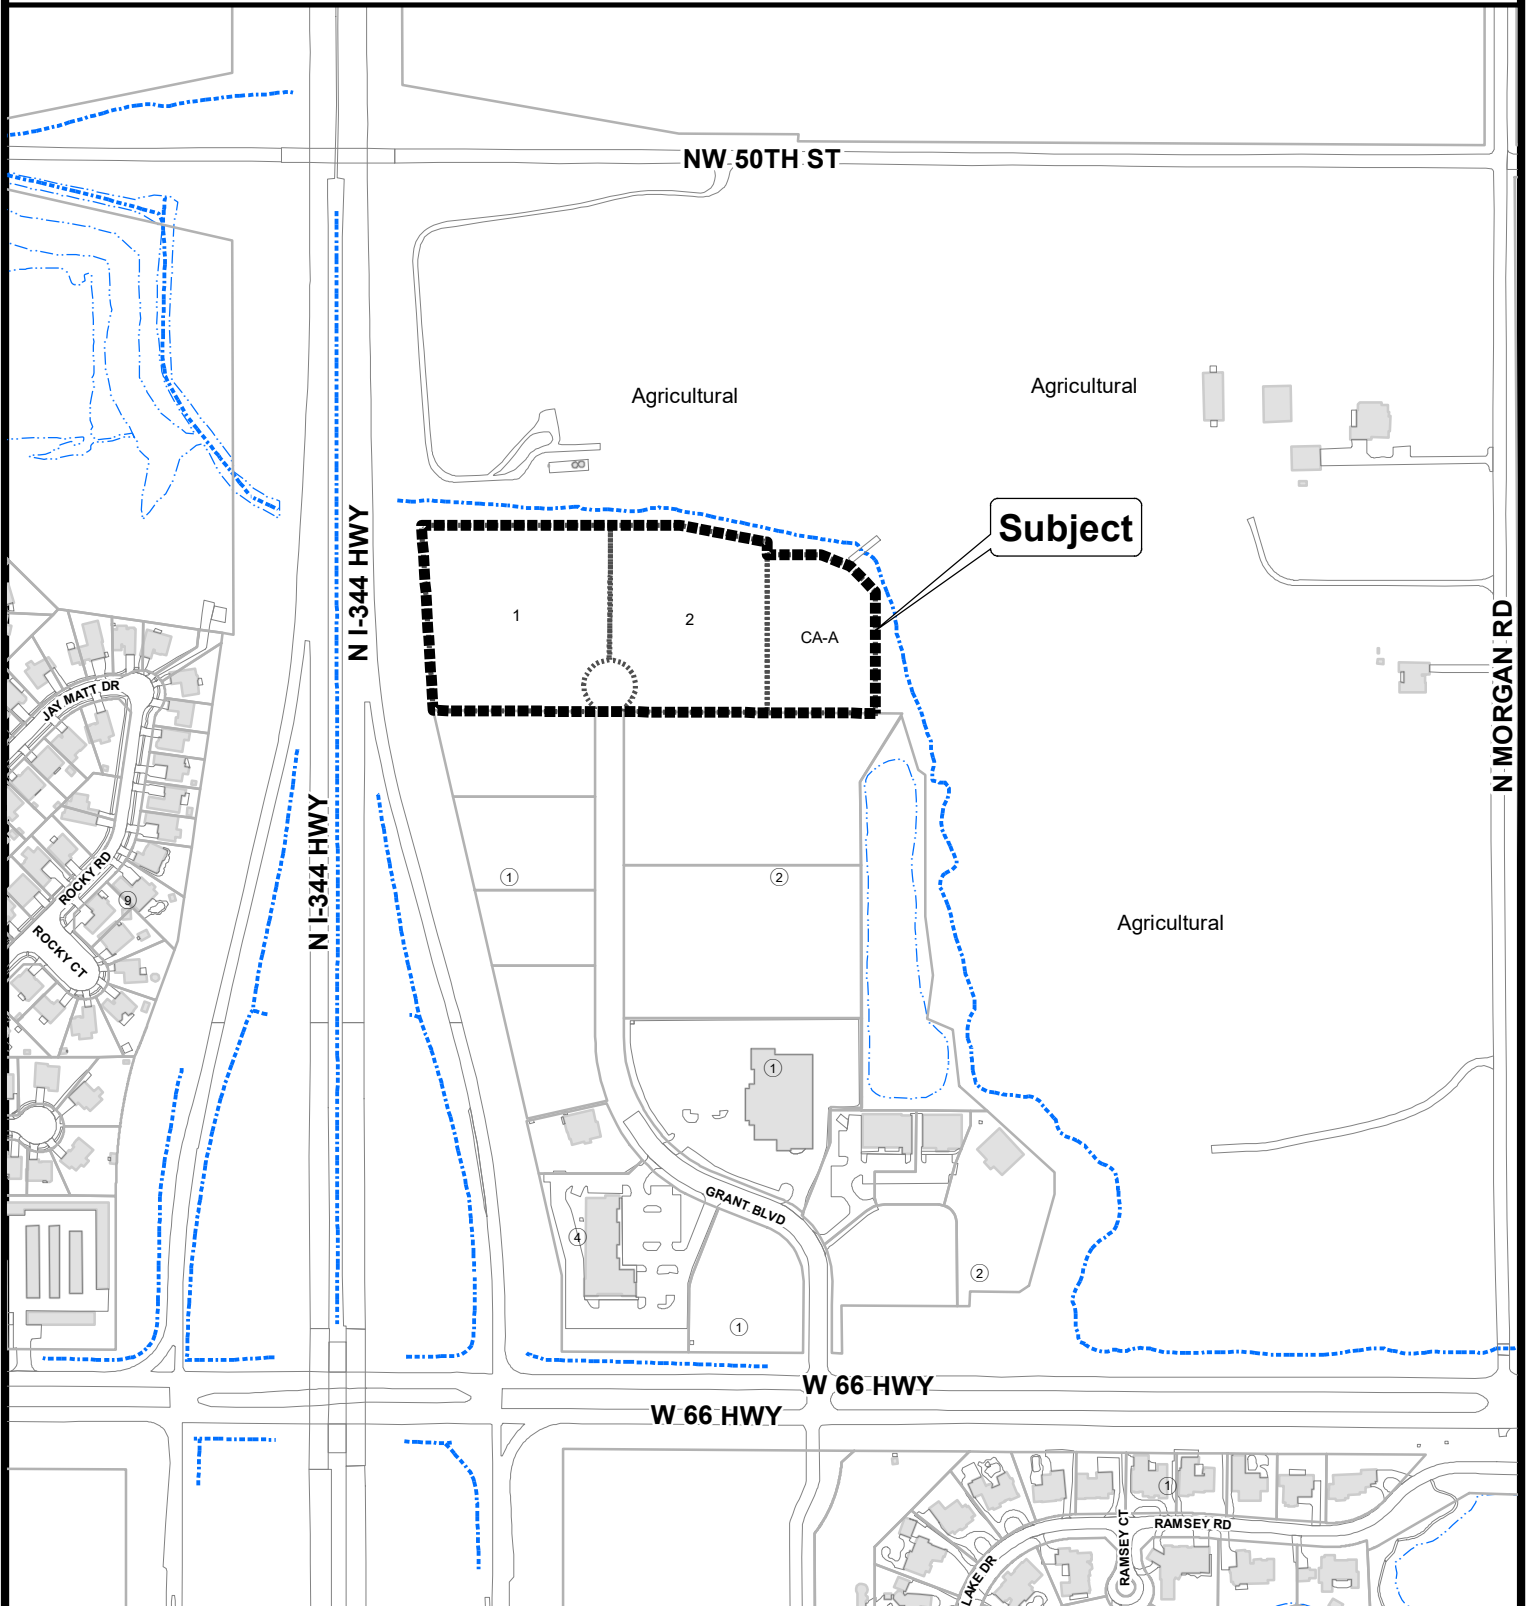 NW 50TH ST
Agricultural
Agricultural
Subject
N I-344 HWY
1
2
CA-A
N MORGAN RD
JAY MATT DR
N I-344 HWY
ROCKY RD
1
2
9
Agricultural
ROCKY CT
1
GRANT BLVD
4
2
1
W 66 HWY
W 66 HWY
1
RAMSEY RD
RAMSEY CT
LAKE DR